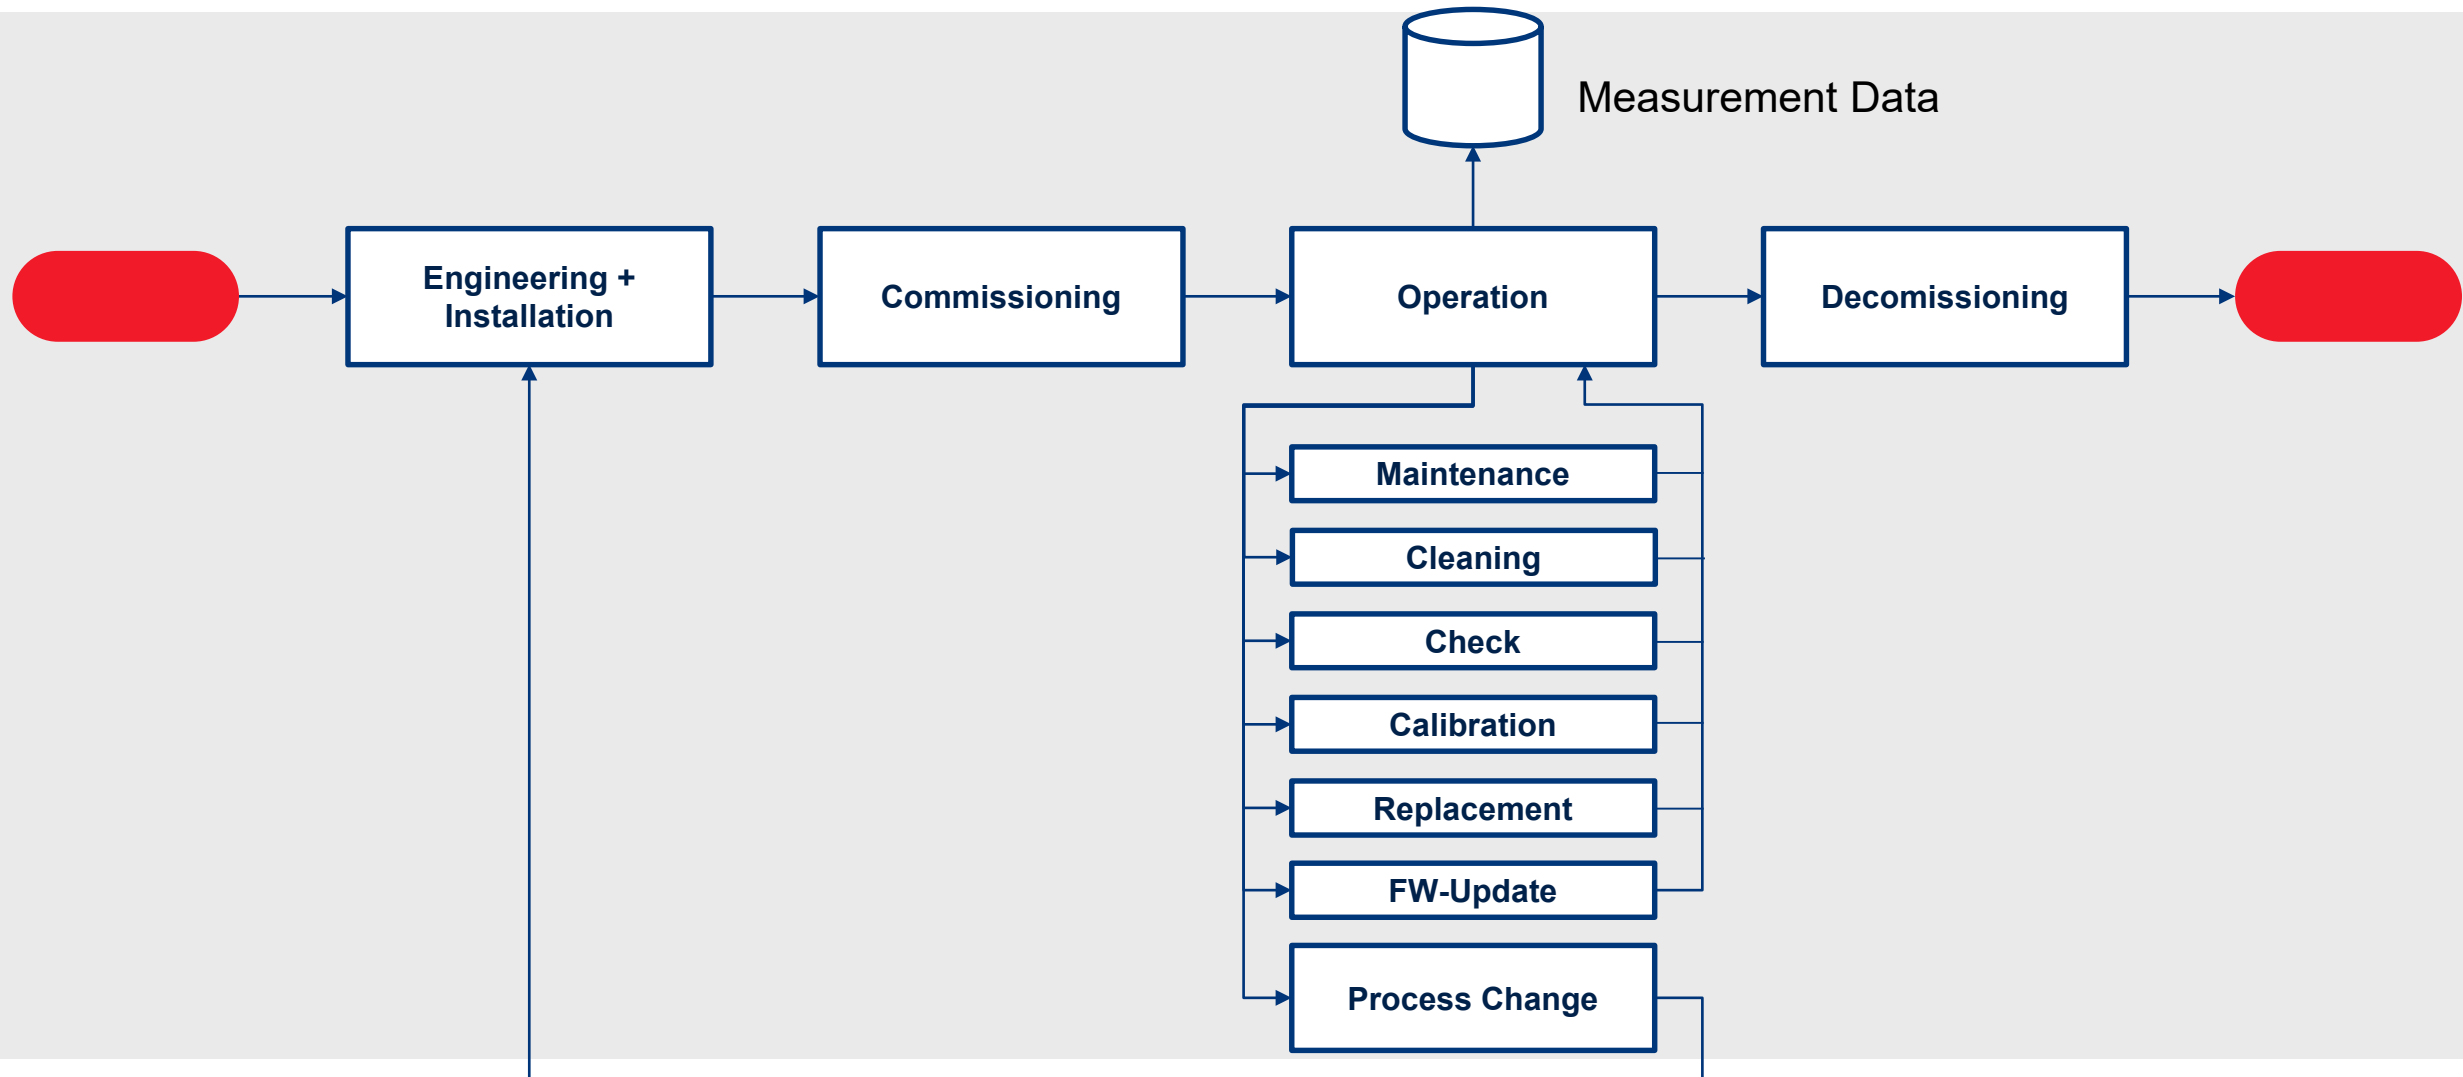 Measurement Data
Engineering +
Installation
Commissioning
Operation
Decomissioning
Maintenance
Cleaning
Check
Calibration
Replacement
FW-Update
Process Change